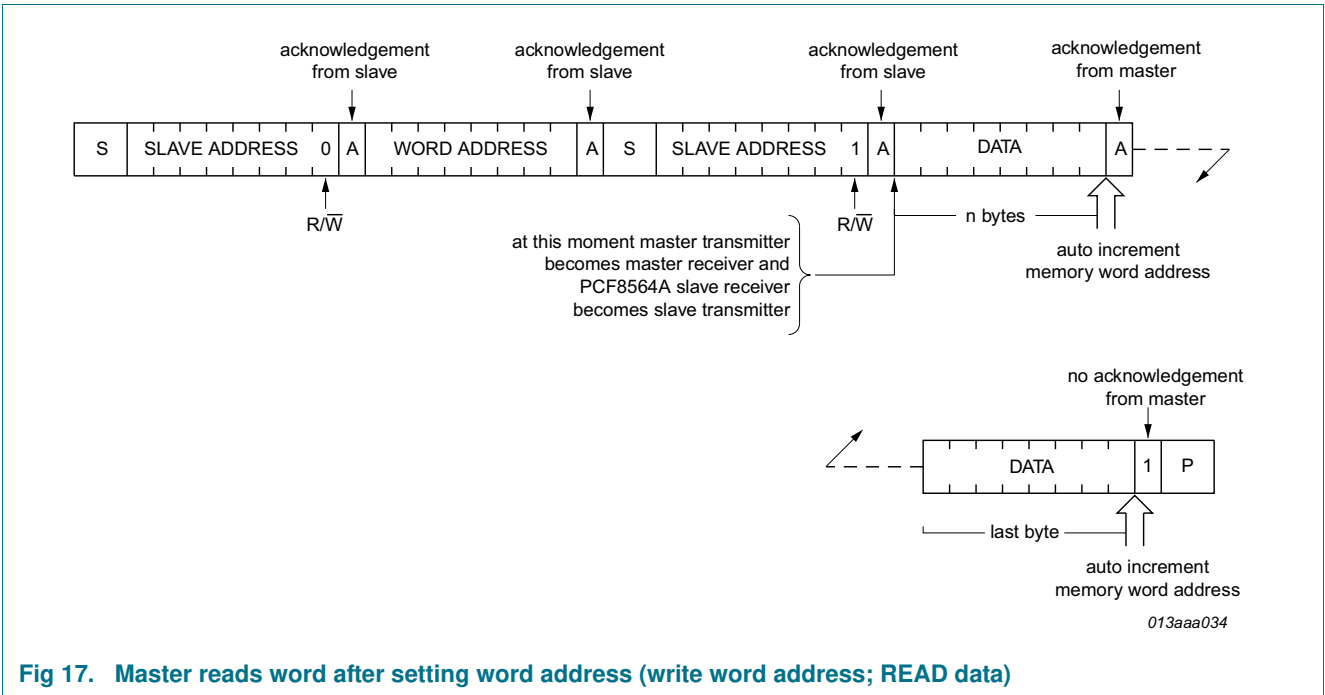 acknowledgement
from slave
acknowledgement
from slave
acknowledgement
from slave
acknowledgement
from master
S SLAVE ADDRESS 0 A WORD ADDRESS A S SLAVE ADDRESS 1 A DATA A
R/W̅
R/W̅
n bytes
at this moment master transmitter
becomes master receiver and
PCF8564A slave receiver
becomes slave transmitter
auto increment
memory word address
no acknowledgement
from master
DATA 1 P
last byte
auto increment
memory word address
013aaa034
Fig 17. Master reads word after setting word address (write word address; READ data)